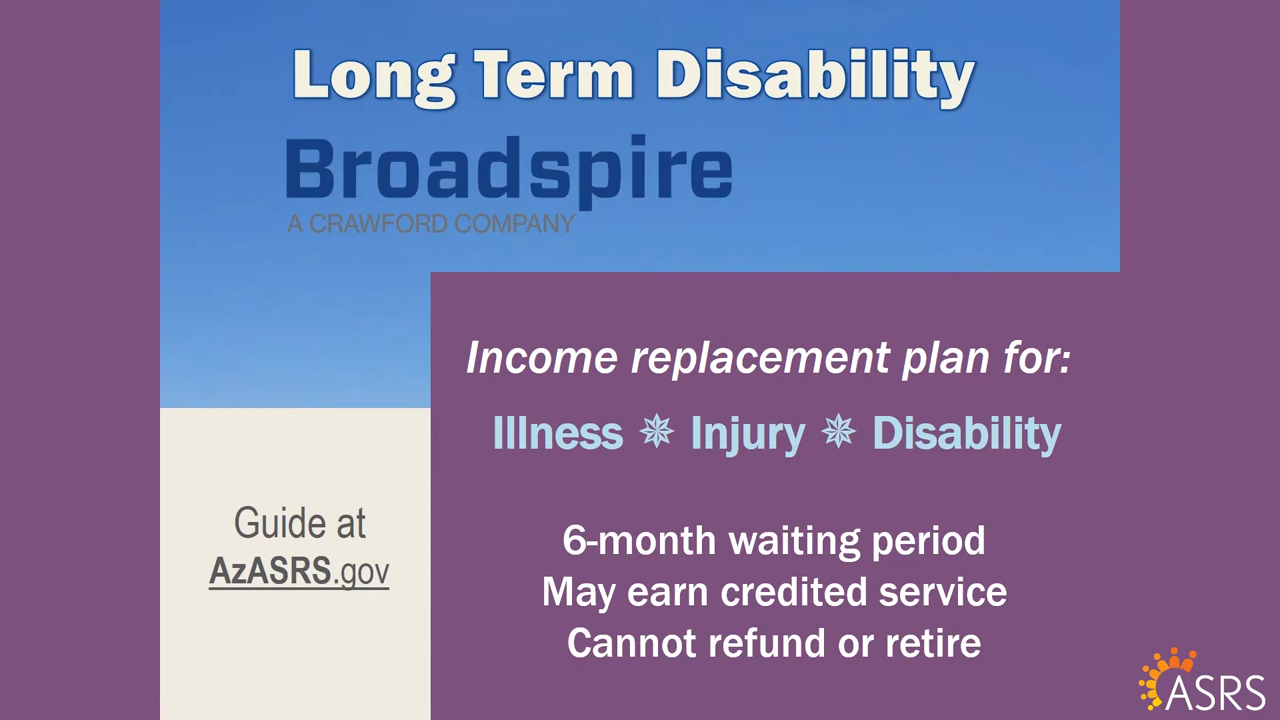 Long Term Disability
Broadspire
A CRAWFORD COMPANY
Income replacement plan for:
Illness ✵ Injury ✵ Disability
Guide at
AzASRS.gov
6-month waiting period
May earn credited service
Cannot refund or retire
ASRS